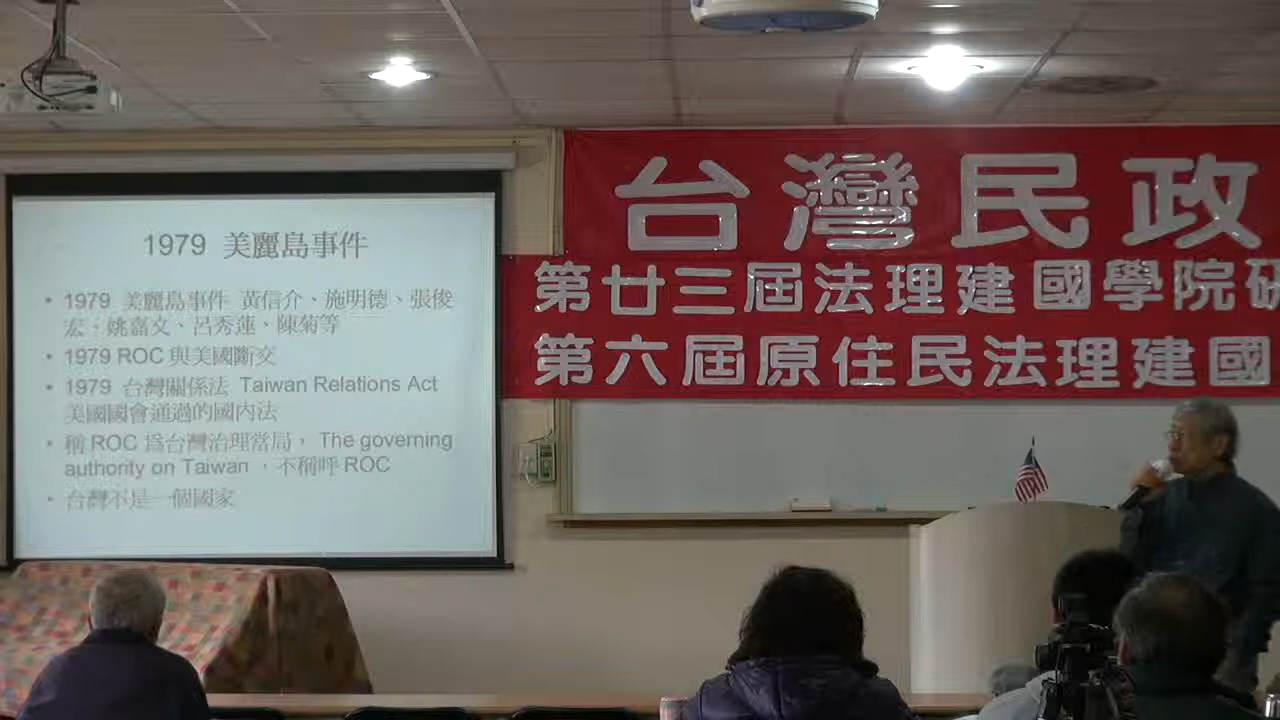 1979 美麗島事件
• 1979 美麗島事件 黃信介、施明德、張俊
宏、姚嘉文、呂秀蓮、陳菊等
• 1979 ROC 與美國斷交
• 1979 台灣關係法 Taiwan Relations Act
美國國會通過的國內法
• 稱 ROC 爲台灣治理當局， The governing
authority on Taiwan ，不稱呼 ROC
• 台灣不是一個國家
台灣民政
第廿三屆法理建國學院研
第六屆原住民法理建國